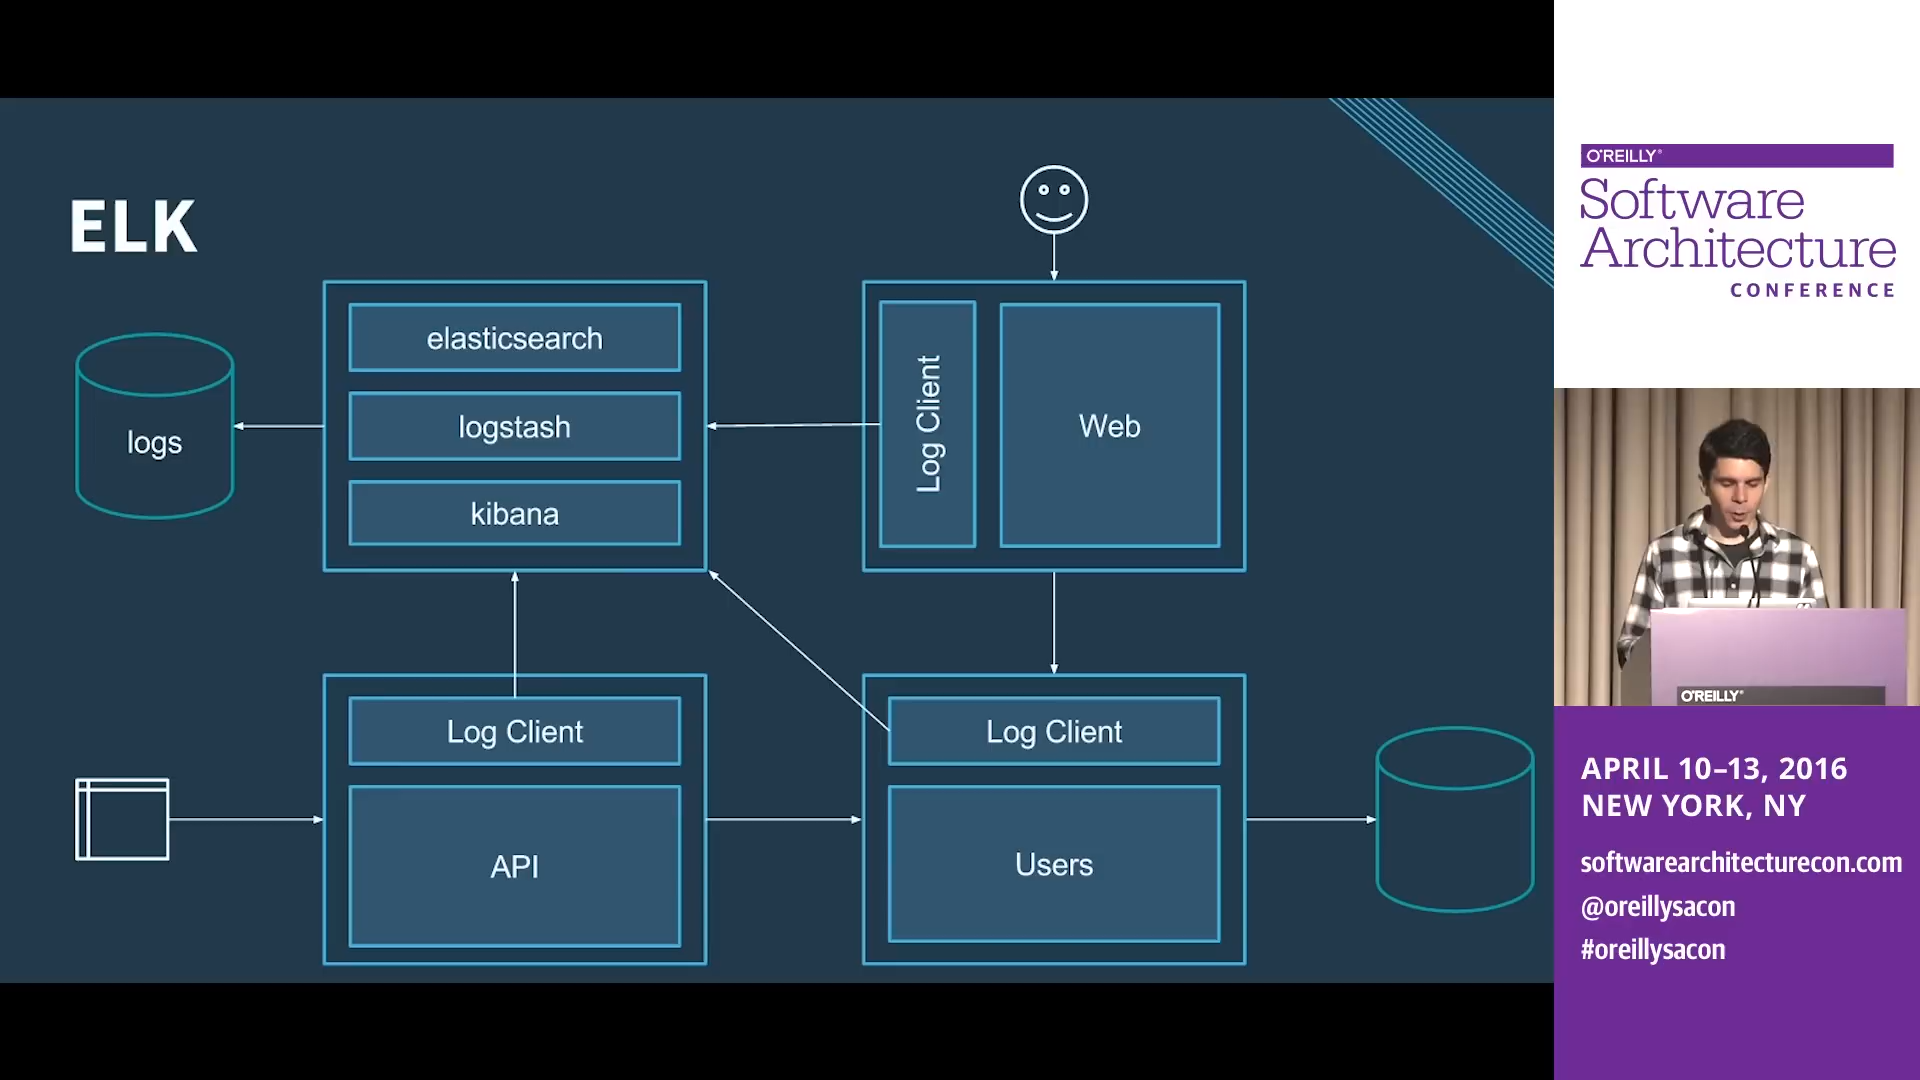 ELK
elasticsearch
logstash
kibana
logs
Log Client
Web
Log Client
API
Log Client
Users
O'REILLY®
Software
Architecture
CONFERENCE
O'REILLY®
APRIL 10–13, 2016
NEW YORK, NY
softwarearchitecturecon.com
@oreillysacon
#oreillysacon